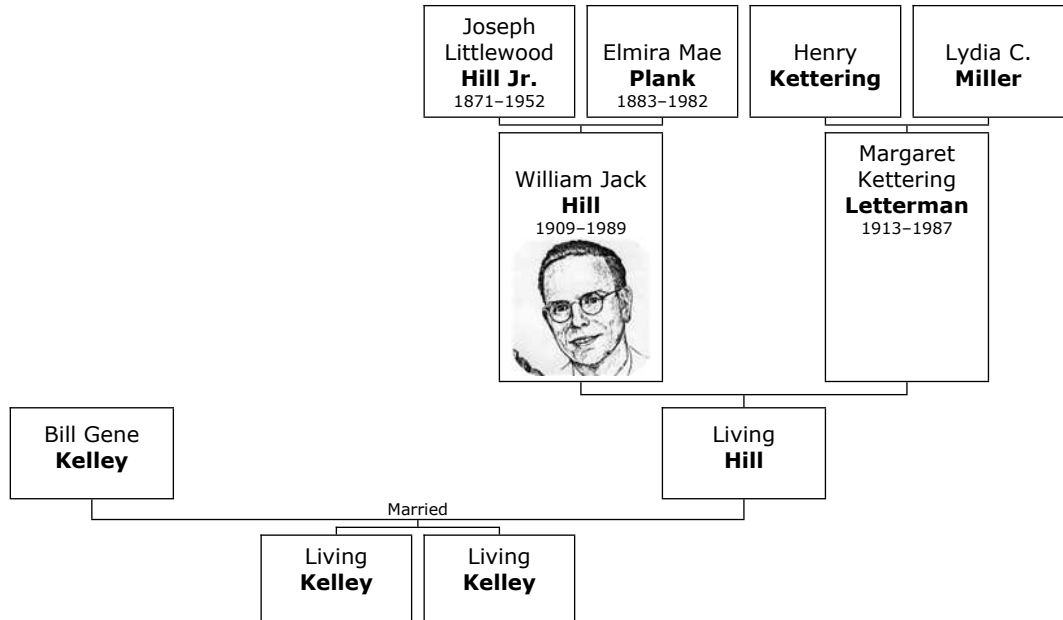 Joseph
Littlewood
Hill Jr.
1871–1952
Elmira Mae
Plank
1883–1982
Henry
Kettering
Lydia C.
Miller
William Jack
Hill
1909–1989
Margaret
Kettering
Letterman
1913–1987
Bill Gene
Kelley
Living
Hill
Married
Living
Kelley
Living
Kelley